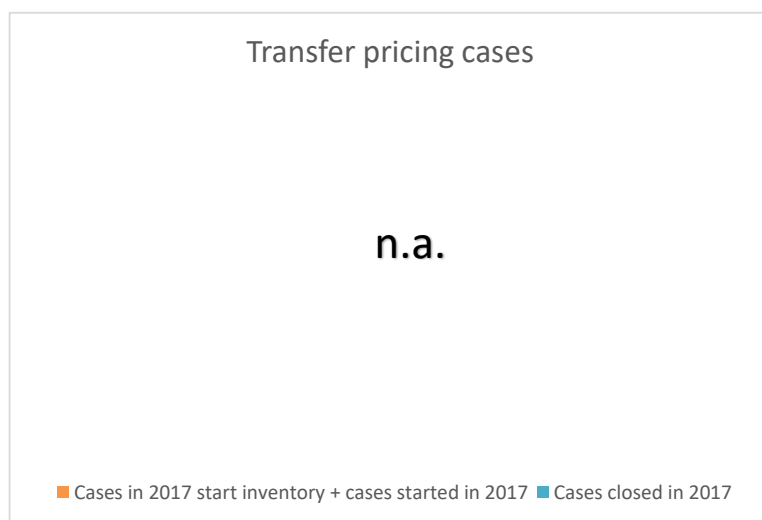 Transfer pricing cases
n.a.
Cases in 2017 start inventory + cases started in 2017 Cases closed in 2017